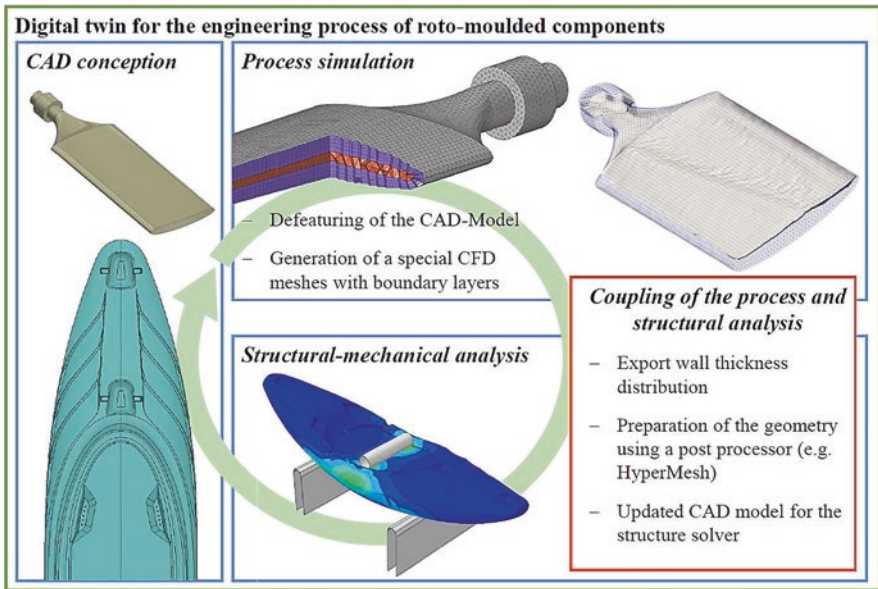 Digital twin for the engineering process of roto-moulded components
CAD conception
Process simulation
– Defeaturing of the CAD-Model
– Generation of a special CFD
meshes with boundary layers
Structural-mechanical analysis
Coupling of the process and
structural analysis
– Export wall thickness
distribution
– Preparation of the geometry
using a post processor (e.g.
HyperMesh)
– Updated CAD model for the
structure solver